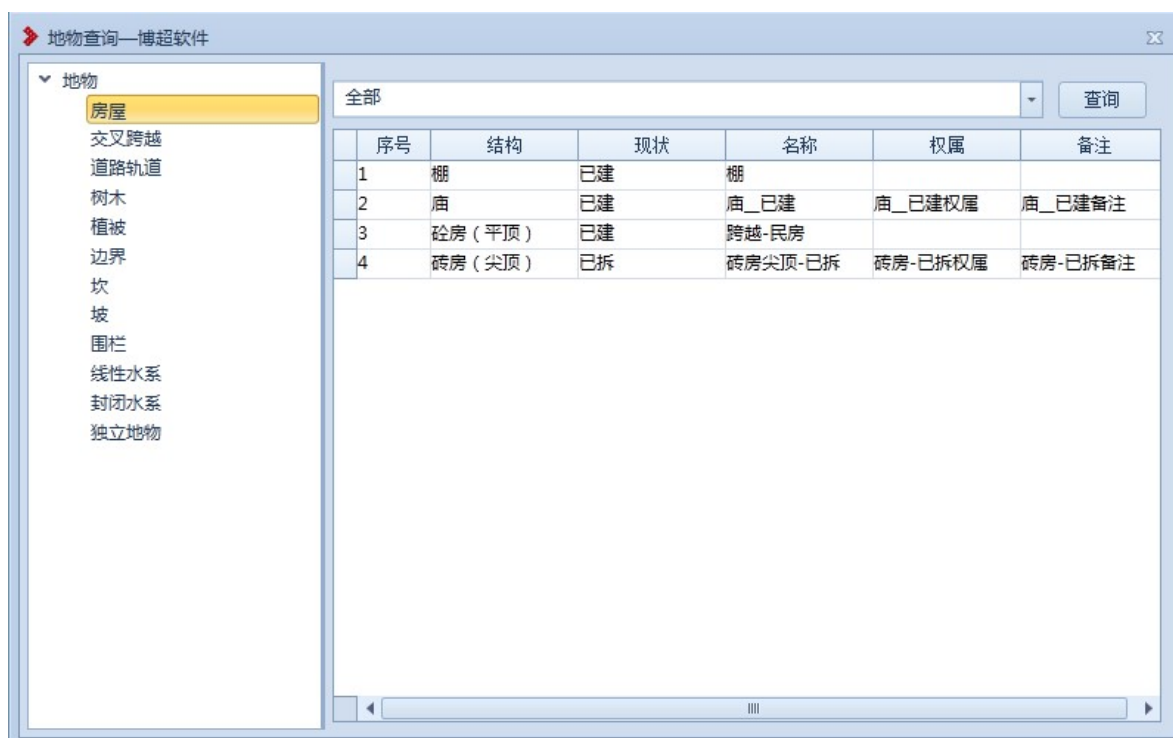 地物查询—博超软件
地物
房屋
交叉跨越
道路轨道
树木
植被
边界
坎
坡
围栏
线性水系
封闭水系
独立地物
全部 查询
序号 结构 现状 名称 权属 备注
1 棚 已建 棚
2 庙 已建 庙__已建 庙__已建权属 庙__已建备注
3 砼房（平顶） 已建 跨越-民房
4 砖房（尖顶） 已拆 砖房尖顶-已拆 砖房-已拆权属 砖房-已拆备注